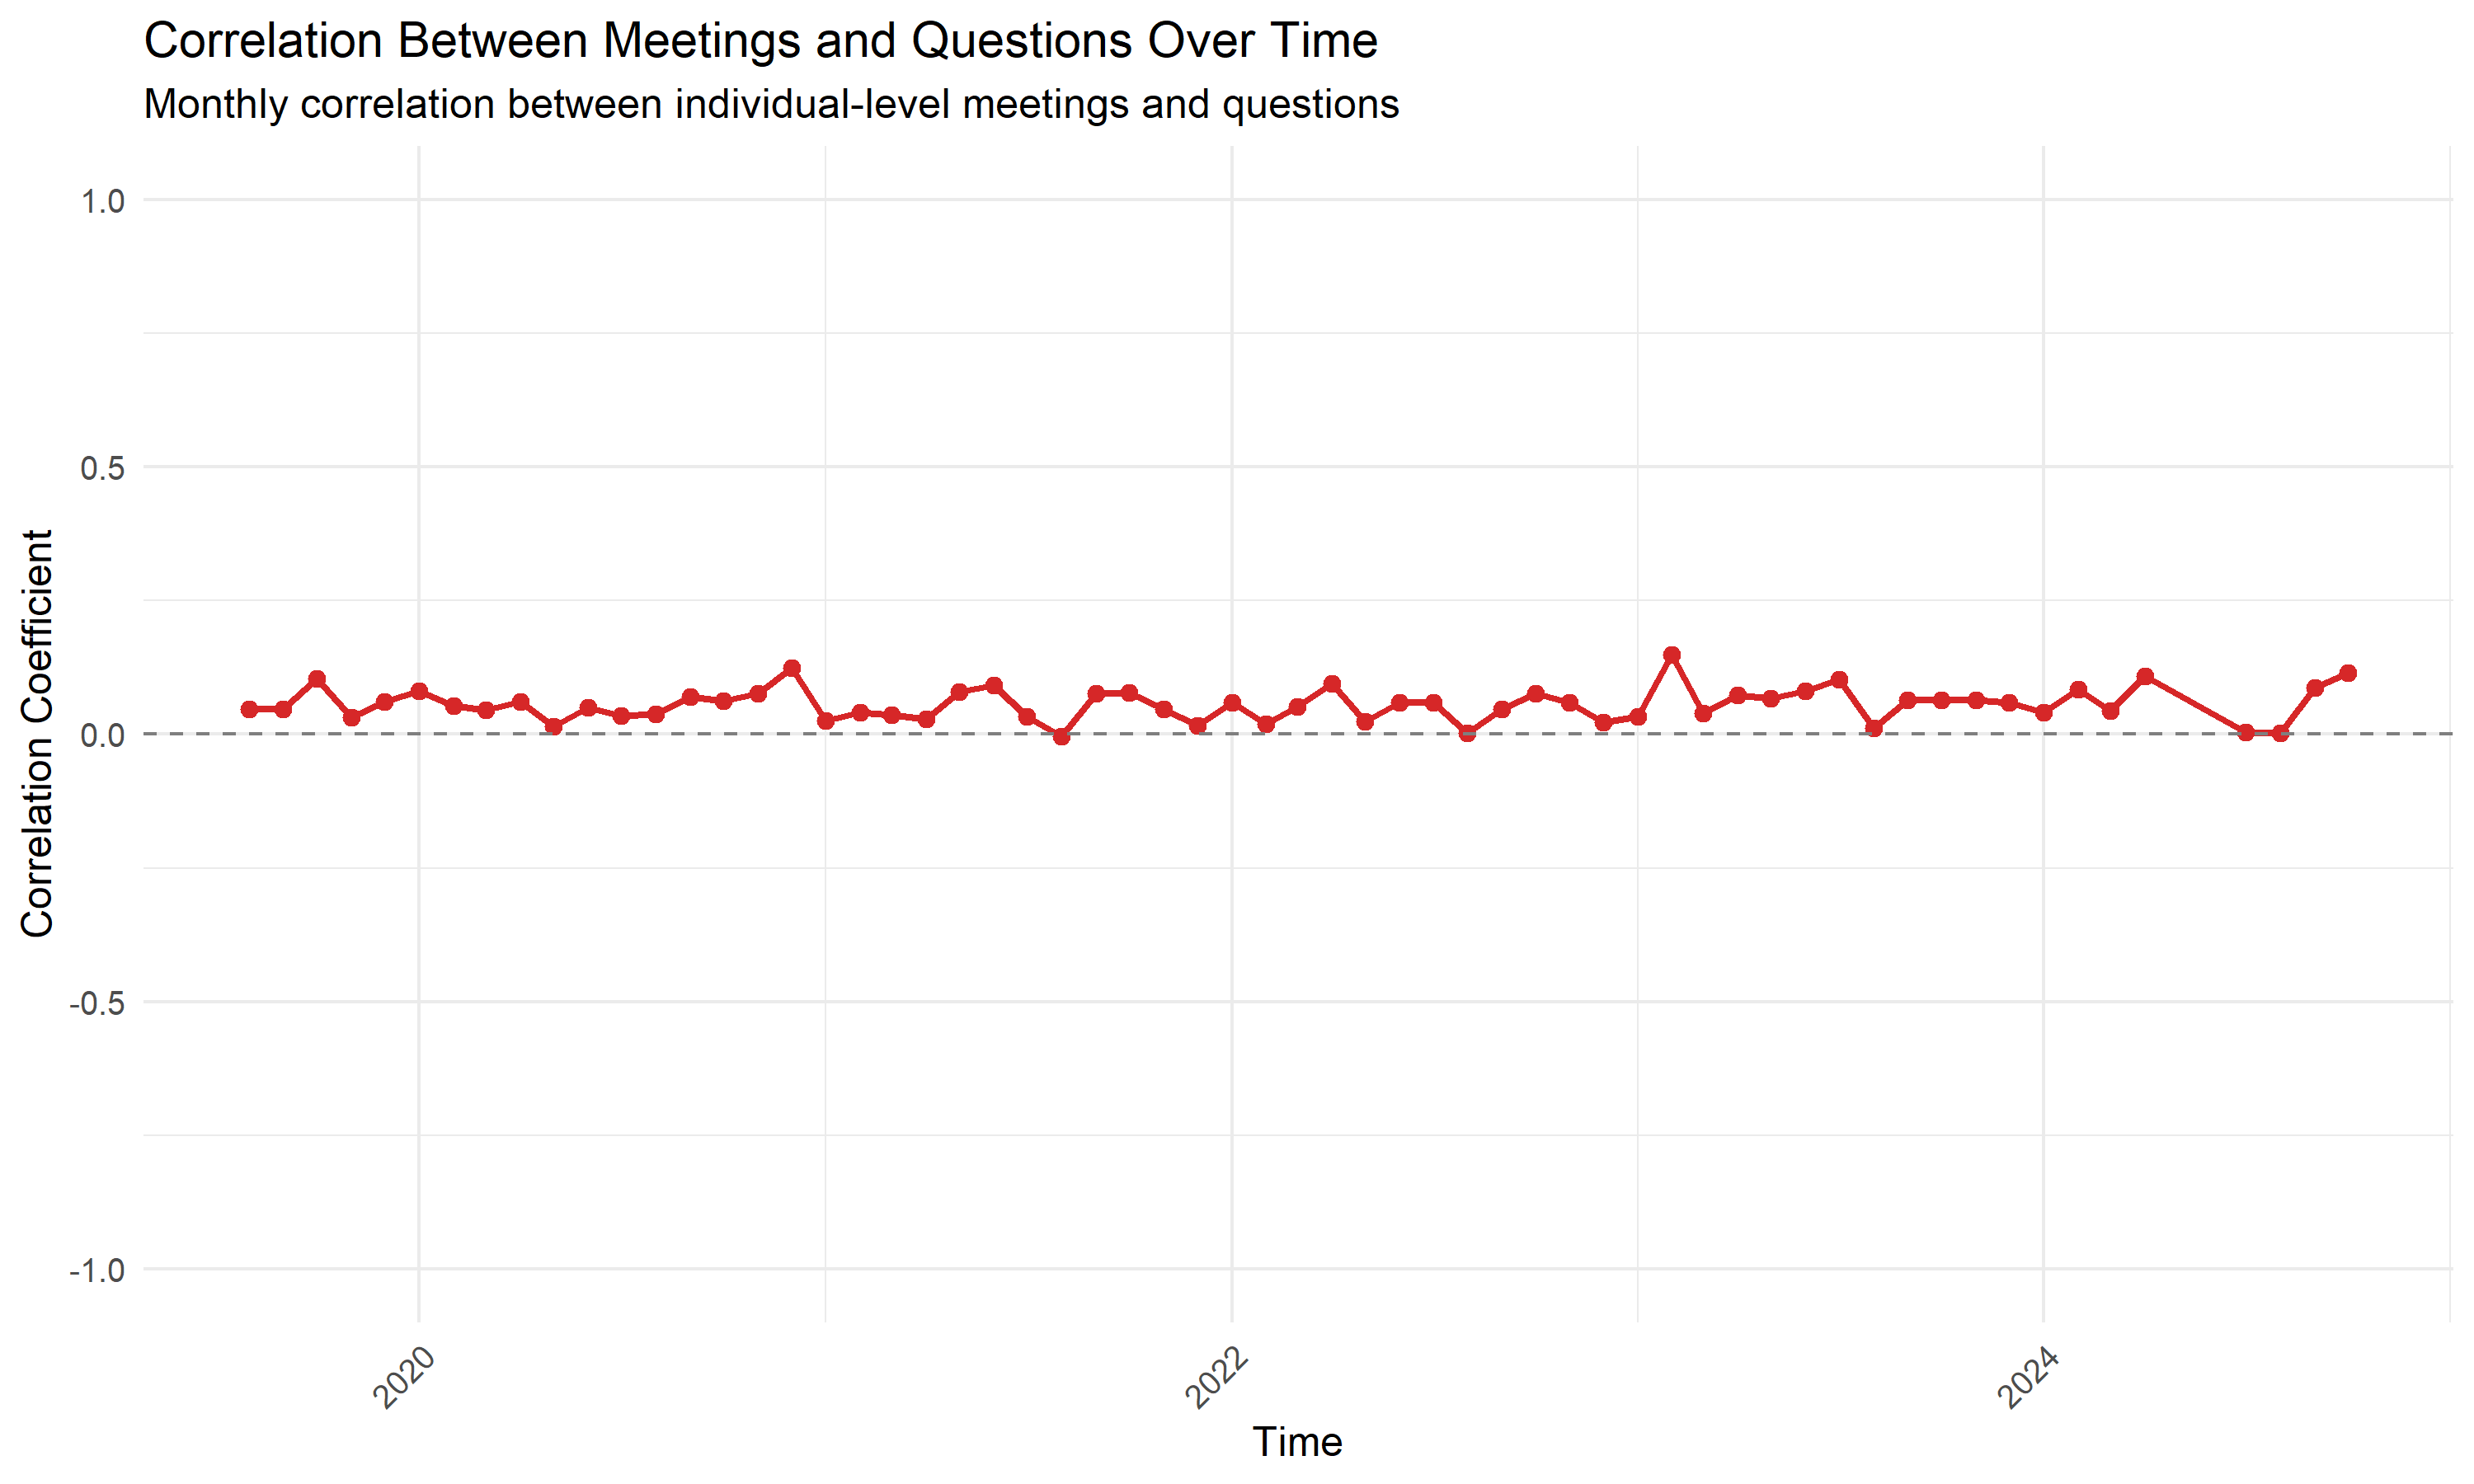 Correlation Between Meetings and Questions Over Time
Monthly correlation between individual-level meetings and questions
1.0
0.5
0.0
-0.5
-1.0
Correlation Coefficient
2020
2022
2024
Time